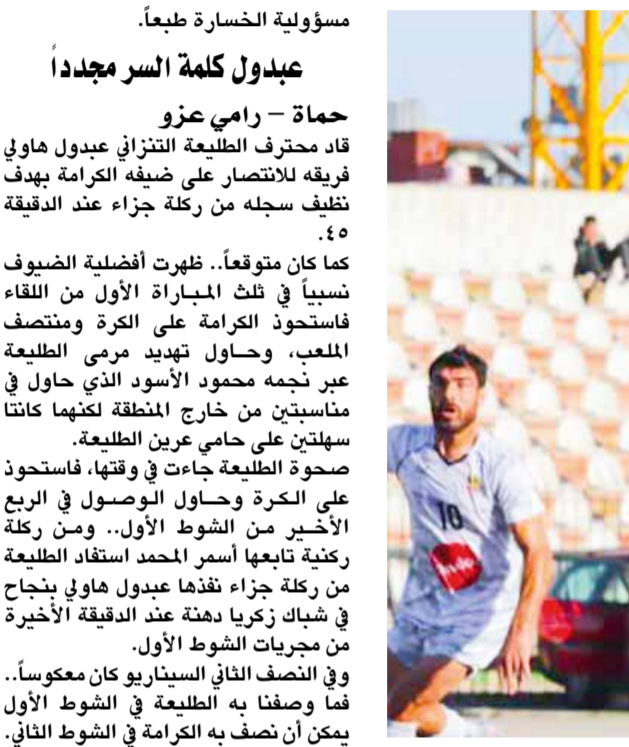 مسؤولية الخسارة طبعاً.
عبدول كلمة السر مجدداً
حماة – رامي عزو
قاد محترف الطليعة التنزاني عبدول هاولي
فريقه للانتصار على ضيفه الكرامة بهدف
نظيف سجله من ركلة جزاء عند الدقيقة
٤٥.
كما كان متوقعاً.. ظهرت أفضلية الضيوف
نسبياً في ثلث المباراة الأول من اللقاء
فاستحوذ الكرامة على الكرة ومنتصف
الملعب، وحاول تهديد مرمى الطليعة
عبر نجمه محمود الأسود الذي حاول في
مناسبتين من خارج المنطقة لكنهما كانتا
سهلتين على حامي عرين الطليعة.
صحوة الطليعة جاءت في وقتها، فاستحوذ
على الكرة وحاول الوصول في الربع
الأخير من الشوط الأول.. ومن ركلة
ركنية تابعها أسمر المحمد استفاد الطليعة
من ركلة جزاء نفذها عبدول هاولي بنجاح
في شباك زكريا دهنة عند الدقيقة الأخيرة
من مجريات الشوط الأول.
وفي النصف الثاني السيناريو كان معكوساً..
فما وصفنا به الطليعة في الشوط الأول
يمكن أن نصف به الكرامة في الشوط الثاني.
10